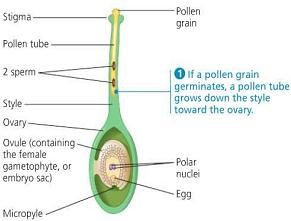 Stigma
Pollen
grain
Pollen tube
2 sperm
1 If a pollen grain
germinates, a pollen tube
grows down the style
toward the ovary.
Style
Ovary
Ovule (containing
the female
gametophyte, or
embryo sac)
Polar
nuclei
Egg
Micropyle